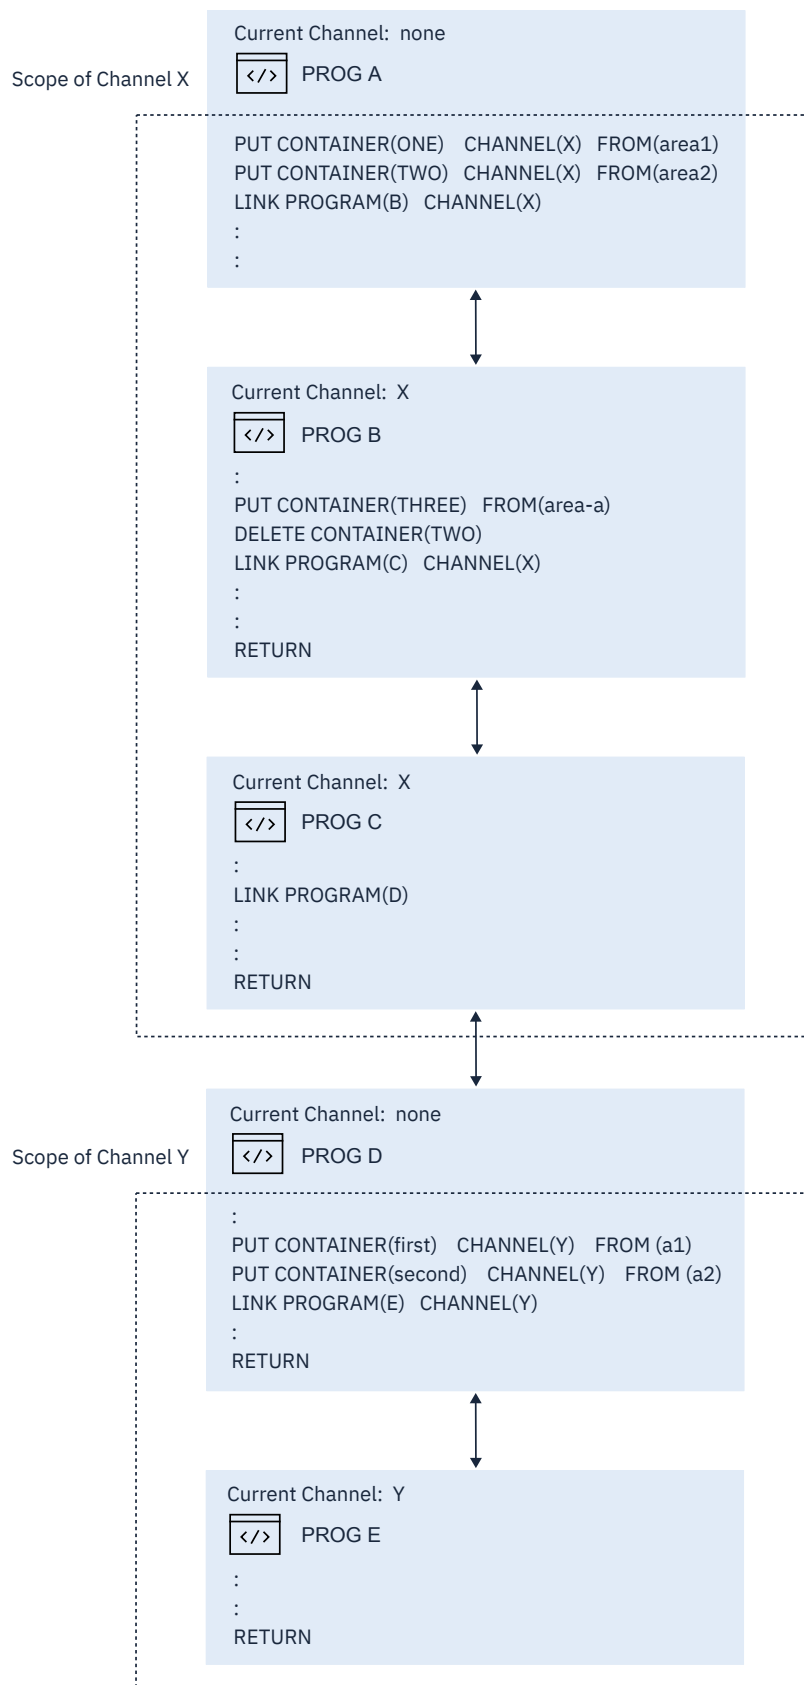 Current Channel: none
Scope of Channel X
</> PROG A
PUT CONTAINER(ONE) CHANNEL(X) FROM(area1)
PUT CONTAINER(TWO) CHANNEL(X) FROM(area2)
LINK PROGRAM(B) CHANNEL(X)
:
:
Current Channel: X
</> PROG B
:
PUT CONTAINER(THREE) FROM(area-a)
DELETE CONTAINER(TWO)
LINK PROGRAM(C) CHANNEL(X)
:
:
RETURN
Current Channel: X
</> PROG C
:
LINK PROGRAM(D)
:
:
RETURN
Current Channel: none
Scope of Channel Y
</> PROG D
:
PUT CONTAINER(first) CHANNEL(Y) FROM (a1)
PUT CONTAINER(second) CHANNEL(Y) FROM (a2)
LINK PROGRAM(E) CHANNEL(Y)
:
RETURN
Current Channel: Y
</> PROG E
:
:
RETURN